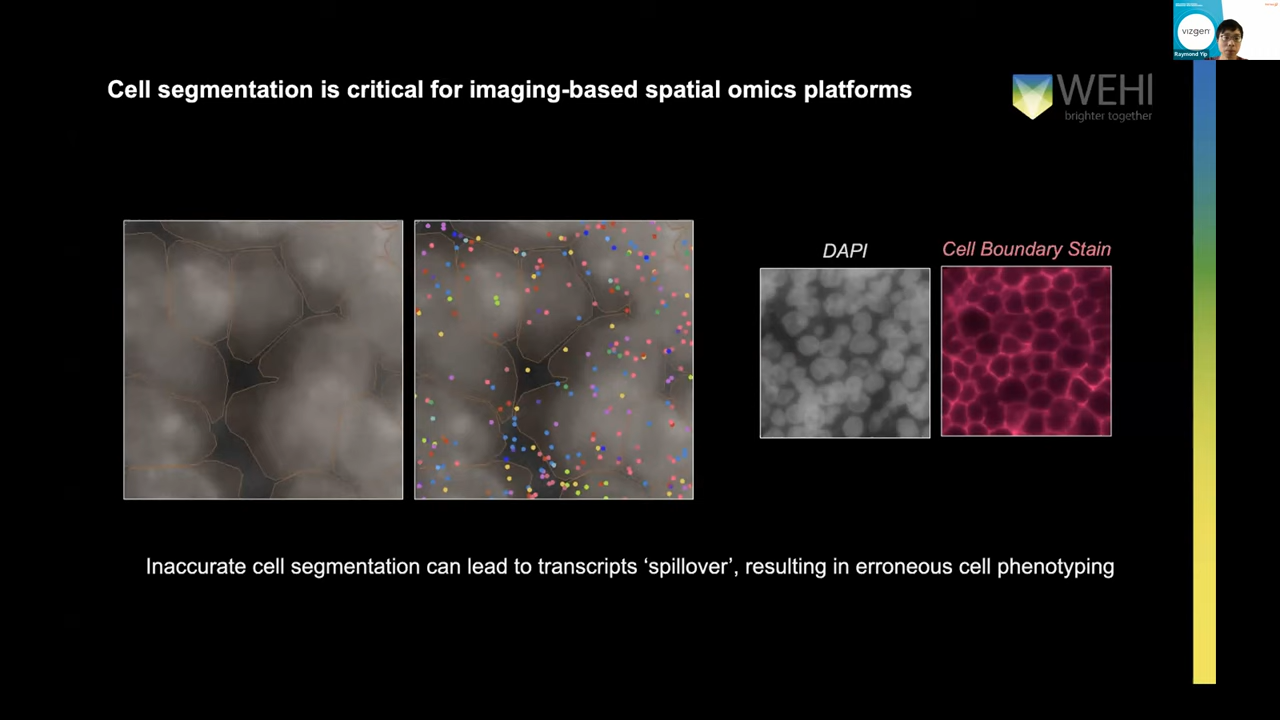 vizgen
Raymond Yip
Cell segmentation is critical for imaging-based spatial omics platforms
WEHI
brighter together
DAPI
Cell Boundary Stain
Inaccurate cell segmentation can lead to transcripts ‘spillover’, resulting in erroneous cell phenotyping